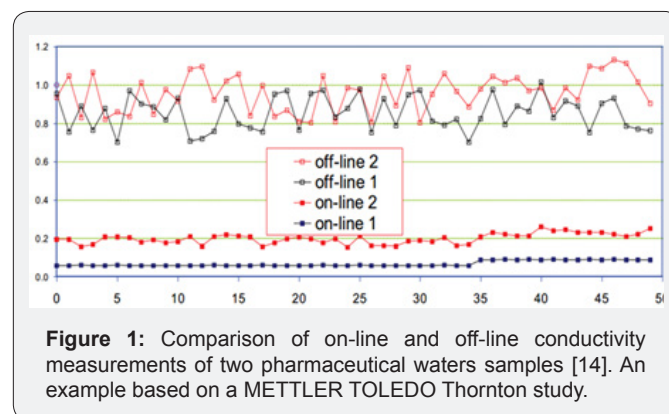 1.2
1.0
0.8
0.6
0.4
0.2
0.0
off-line 2
off-line 1
on-line 2
on-line 1
0 5 10 15 20 25 30 35 40 45 50
Figure 1: Comparison of on-line and off-line conductivity
measurements of two pharmaceutical waters samples [14]. An
example based on a METTLER TOLEDO Thornton study.